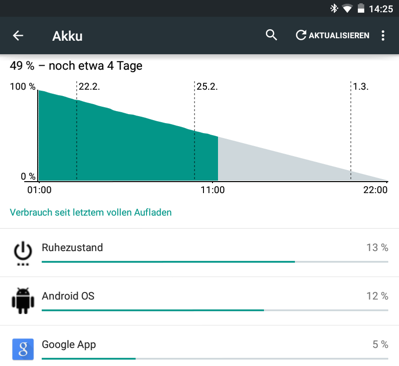 14:25
Akku
AKTUALISIEREN
49 % – noch etwa 4 Tage
100 %
22.2.
25.2.
1.3.
0 %
01:00 11:00 22:00
Verbrauch seit letztem vollen Aufladen
Ruhezustand 13 %
Android OS 12 %
Google App 5 %